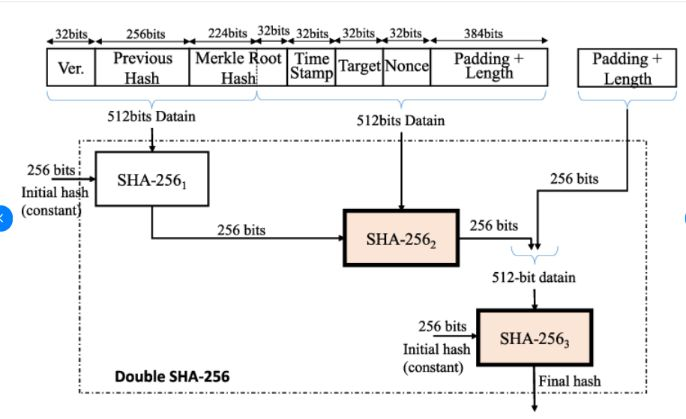 32bits 256bits 224bits 32bits 32bits 32bits 32bits 384bits
Ver. Previous Hash Merkle Root Hash Time Stamp Target Nonce Padding + Length Padding + Length
512bits Datain 512bits Datain
256 bits
Initial hash
(constant)
SHA-256₁
256 bits
256 bits
SHA-256₂
256 bits
512-bit datain
256 bits
Initial hash
(constant)
SHA-256₃
Double SHA-256
Final hash